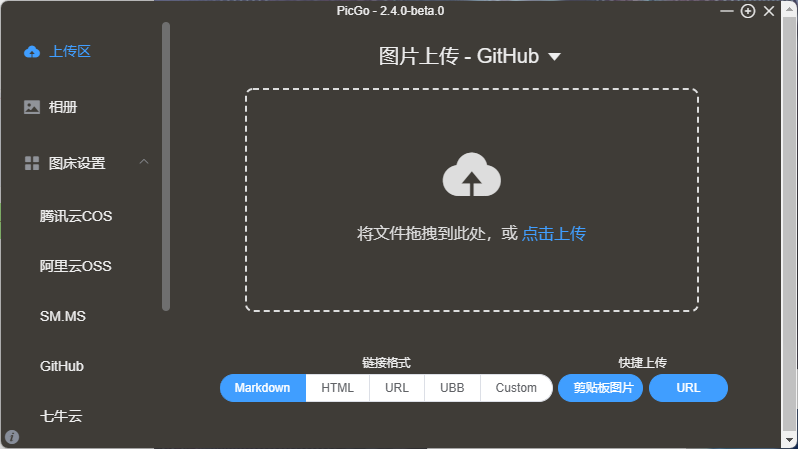 PicGo - 2.4.0-beta.0
上传区
相册
图床设置
腾讯云COS
阿里云OSS
SM.MS
GitHub
七牛云
图片上传 - GitHub
将文件拖拽到此处，或 点击上传
链接格式
Markdown HTML URL UBB Custom
快捷上传
剪贴板图片 URL